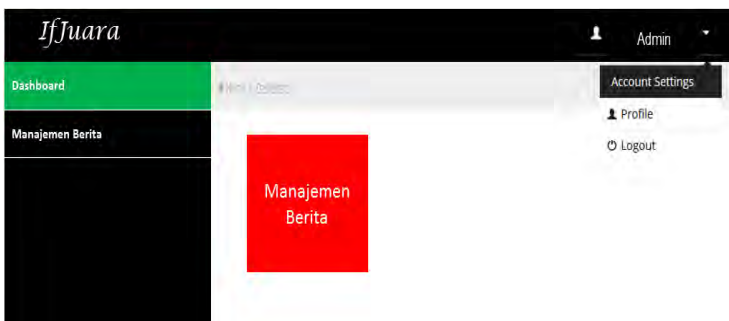 IfJuara
Admin
Dashboard
Account Settings
Profile
Manajemen Berita
Logout
Manajemen
Berita